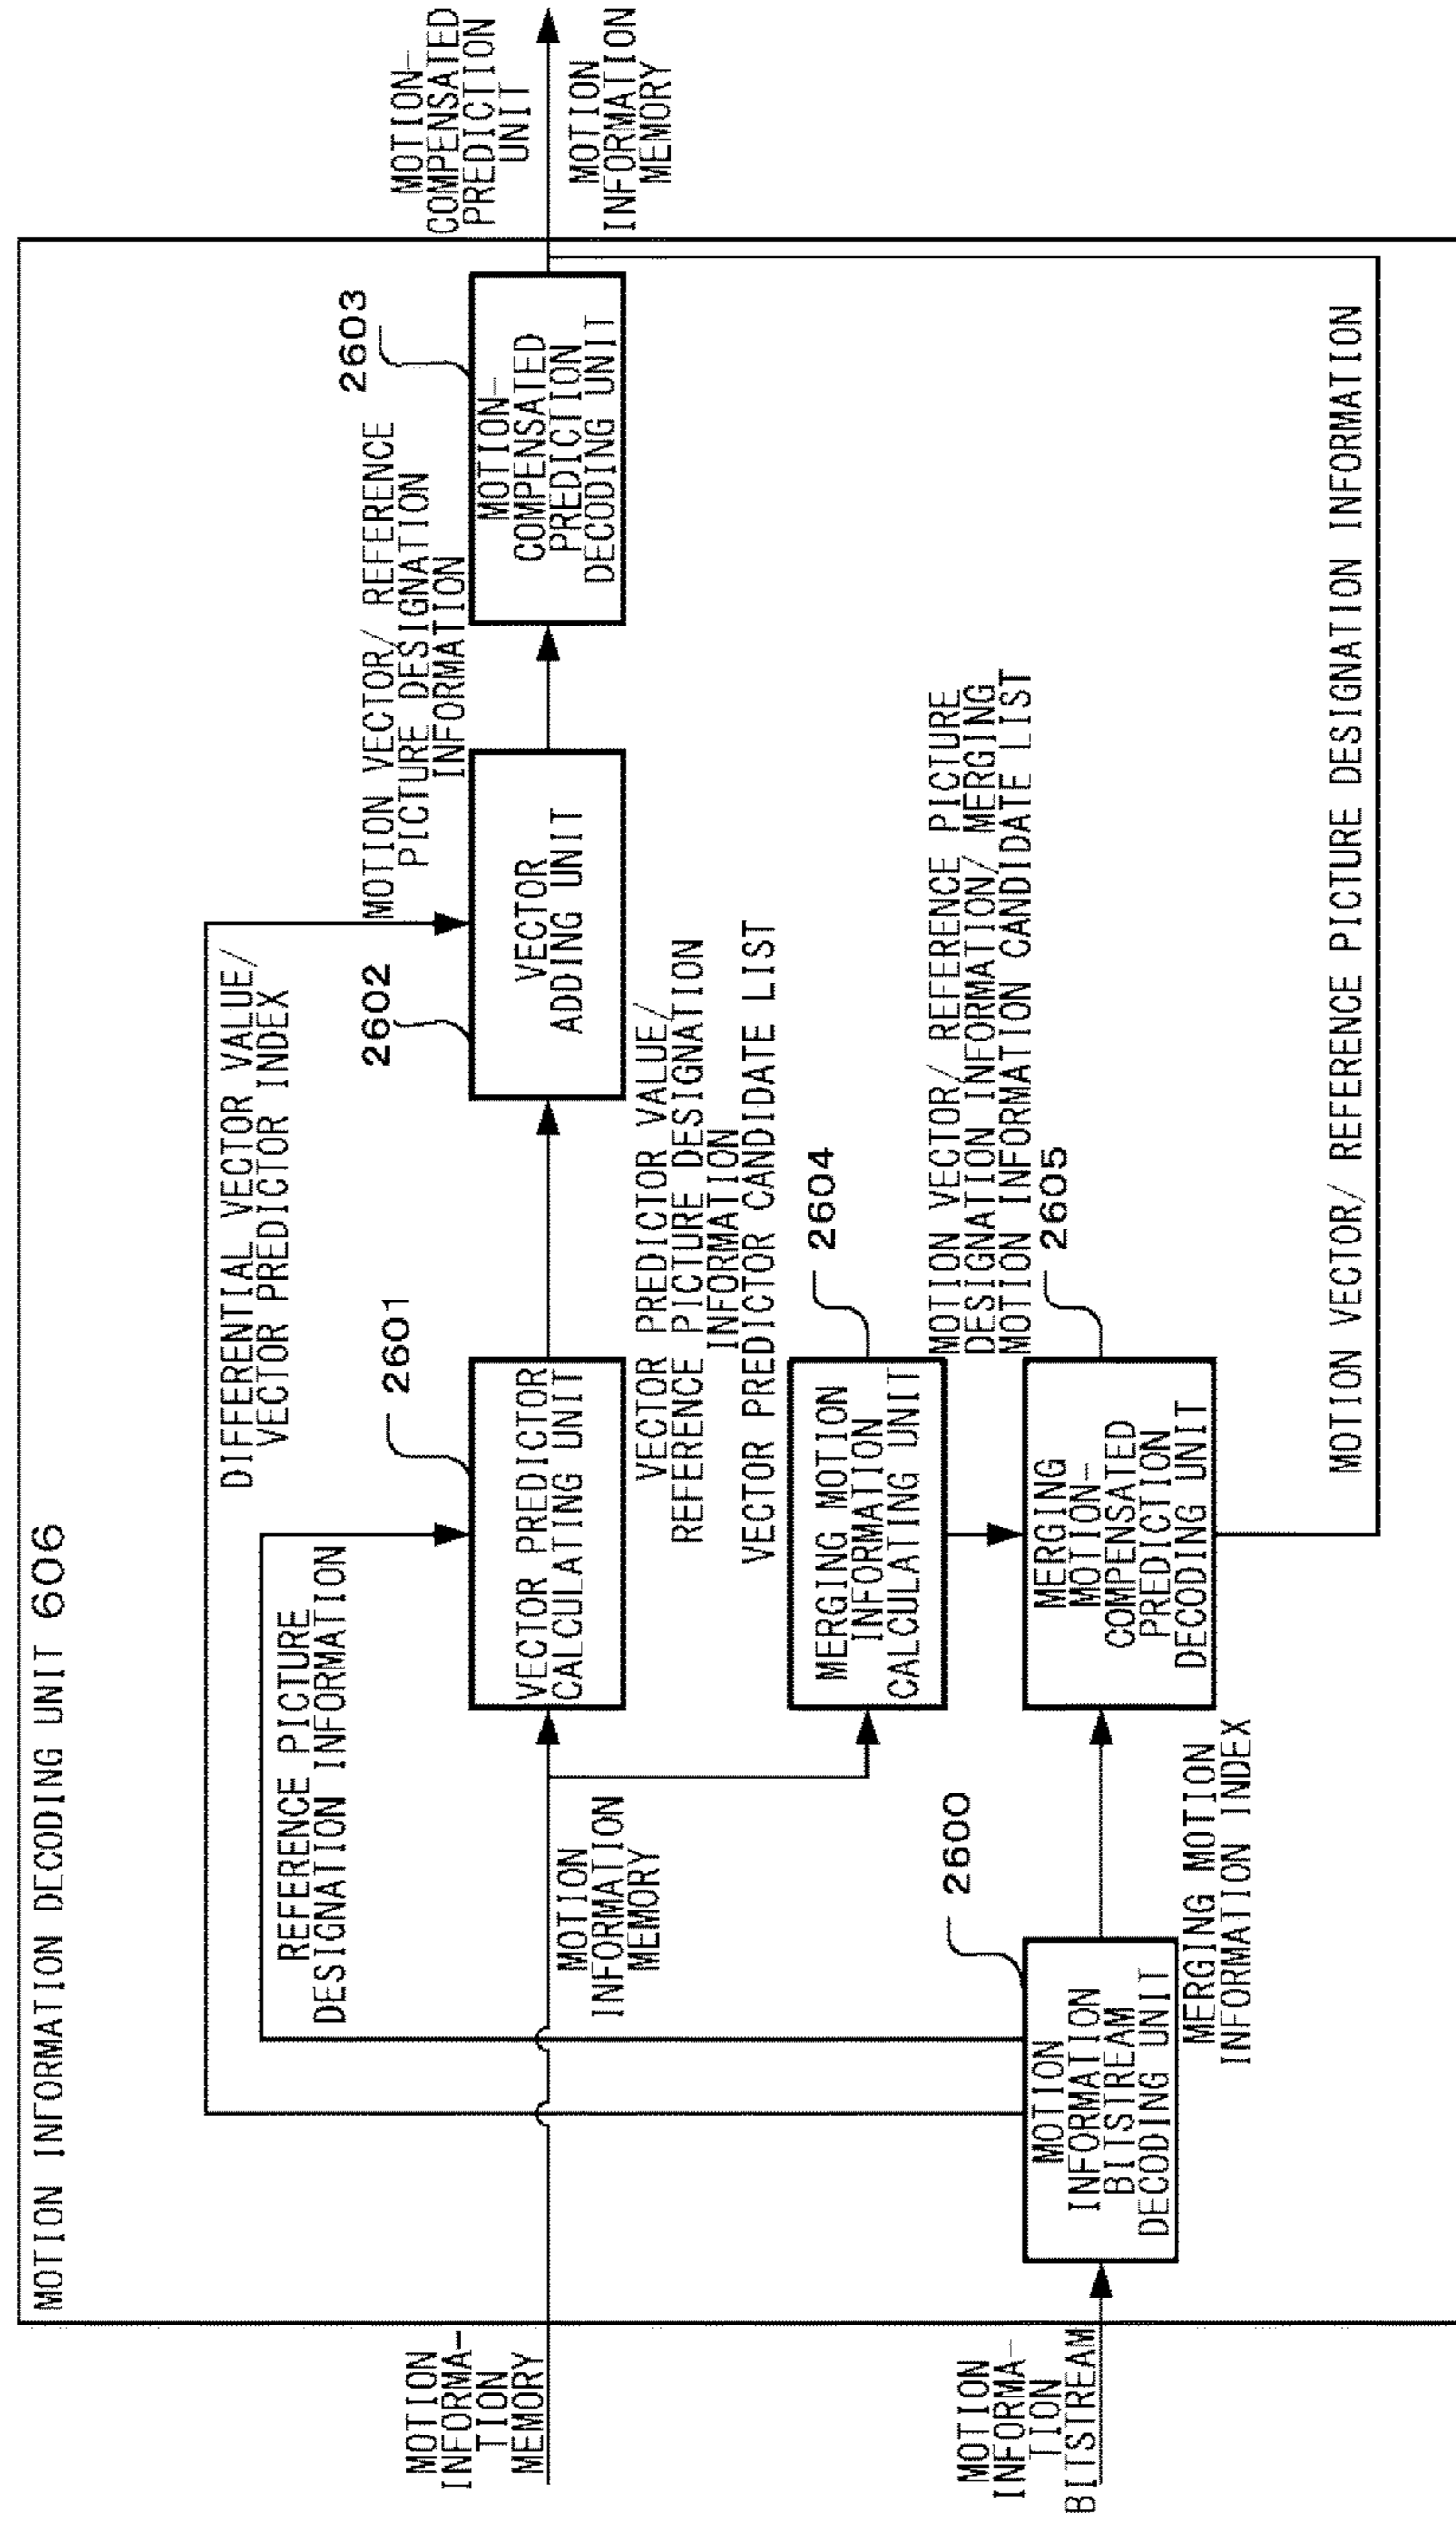 MOTION INFORMATION DECODING UNIT 606
DIFFERENTIAL VECTOR VALUE/
VECTOR PREDICTOR INDEX
REFERENCE PICTURE
DESIGNATION INFORMATION
MOTION
INFORMA-
TION
MEMORY
MOTION
INFORMATION
MEMORY
2601
VECTOR PREDICTOR
CALCULATING UNIT
VECTOR PREDICTOR VALUE/
REFERENCE PICTURE DESIGNATION
INFORMATION
VECTOR PREDICTOR CANDIDATE LIST
2602
VECTOR
ADDING UNIT
MOTION VECTOR/ REFERENCE
PICTURE DESIGNATION
INFORMATION
2603
MOTION-
COMPENSATED
PREDICTION
DECODING UNIT
MOTION-
COMPENSATED
PREDICTION
UNIT
MOTION
INFORMATION
MEMORY
2604
MERGING MOTION
INFORMATION
CALCULATING UNIT
MOTION VECTOR/ REFERENCE PICTURE
DESIGNATION INFORMATION/ MERGING
MOTION INFORMATION CANDIDATE LIST
MOTION
INFORMA-
TION
BITSTREAM
2600
MOTION
INFORMATION
BITSTREAM
DECODING UNIT
MERGING MOTION
INFORMATION INDEX
2605
MERGING
MOTION-
COMPENSATED
PREDICTION
DECODING UNIT
MOTION VECTOR/ REFERENCE PICTURE DESIGNATION INFORMATION